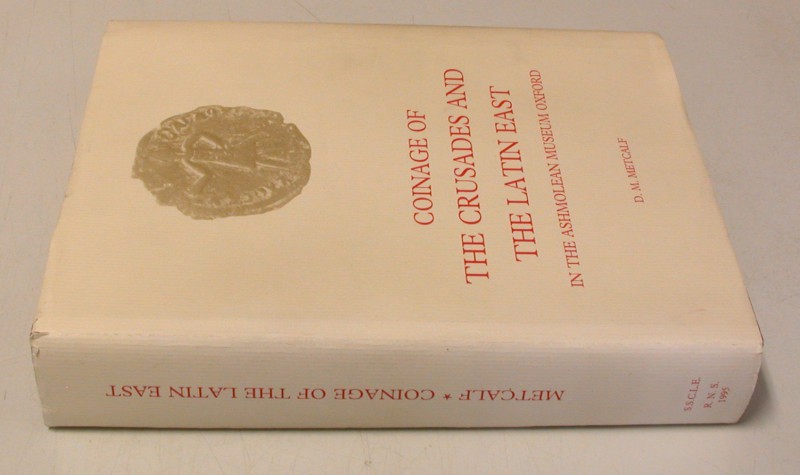 COINAGE OF
THE CRUSADES AND
THE LATIN EAST
IN THE ASHMOLEAN MUSEUM OXFORD
D. M. METCALF
METCALF * COINAGE OF THE LATIN EAST
S.S.C.L.E.
R. N. S.
1995